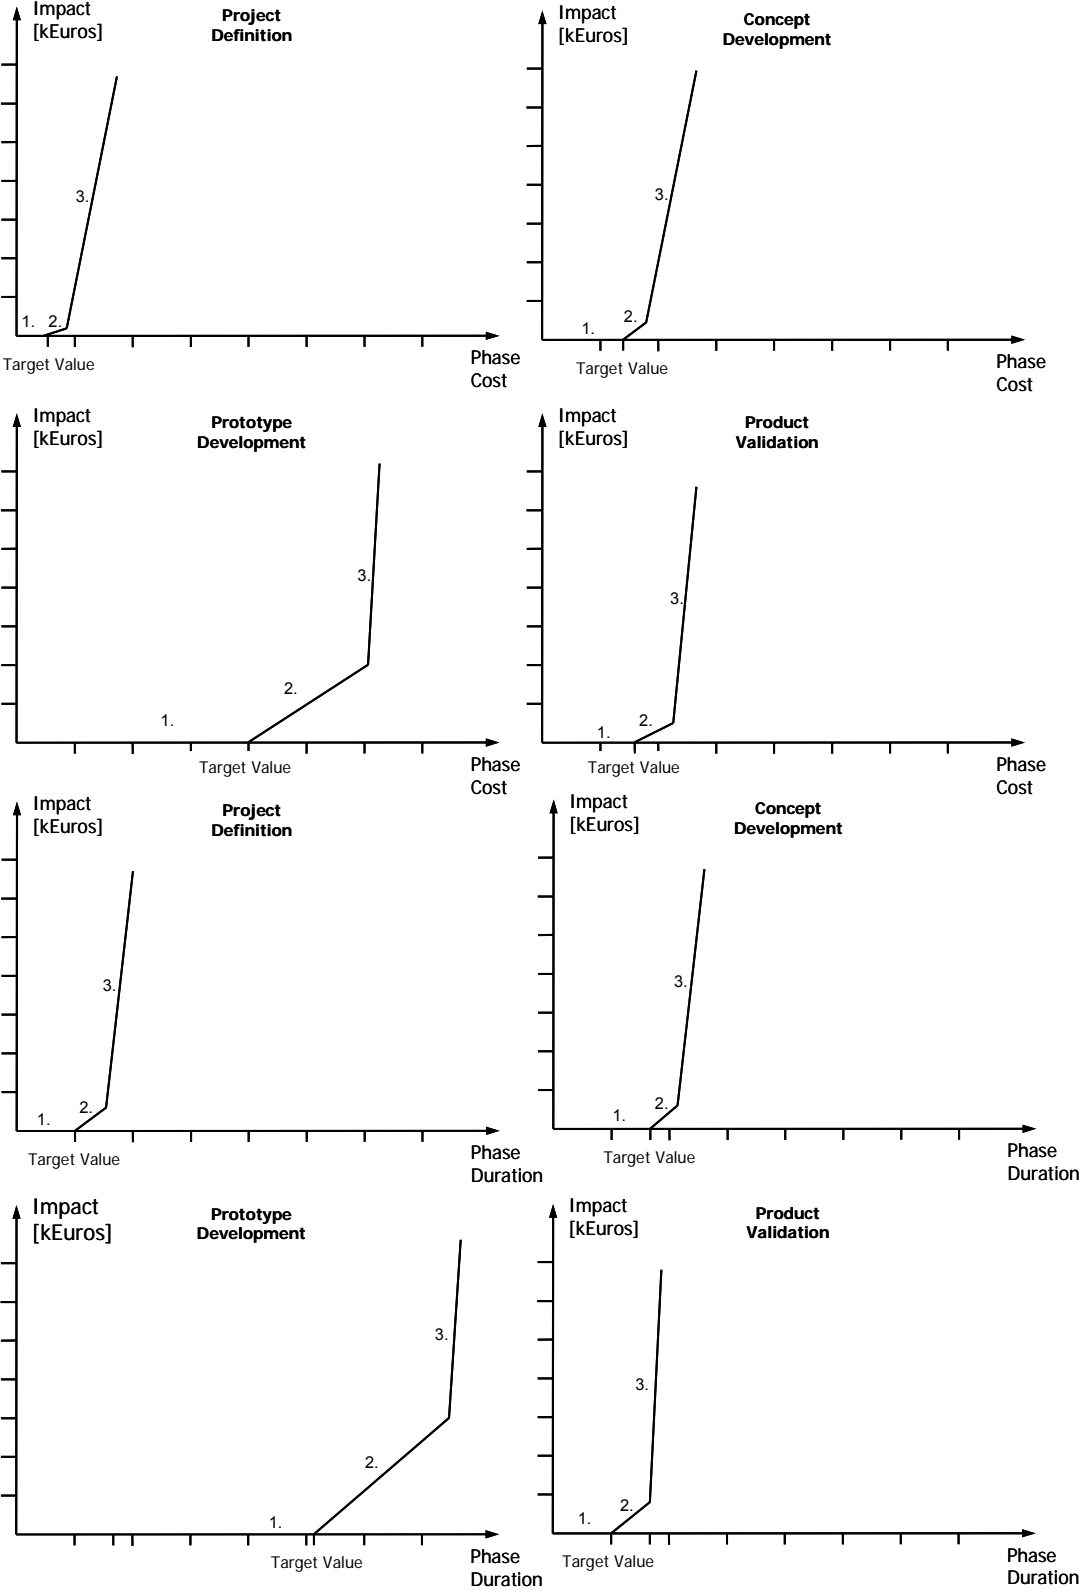 Impact
[kEuros]
Project
Definition
3.
1.
2.
Target Value
Phase
Cost
Impact
[kEuros]
Concept
Development
3.
2.
1.
Target Value
Phase
Cost
Impact
[kEuros]
Prototype
Development
3.
2.
1.
Target Value
Phase
Cost
Impact
[kEuros]
Product
Validation
3.
2.
1.
Target Value
Phase
Cost
Impact
[kEuros]
Project
Definition
3.
2.
1.
Target Value
Phase
Duration
Impact
[kEuros]
Concept
Development
3.
2.
1.
Target Value
Phase
Duration
Impact
[kEuros]
Prototype
Development
3.
2.
1.
Target Value
Phase
Duration
Impact
[kEuros]
Product
Validation
3.
2.
1.
Target Value
Phase
Duration